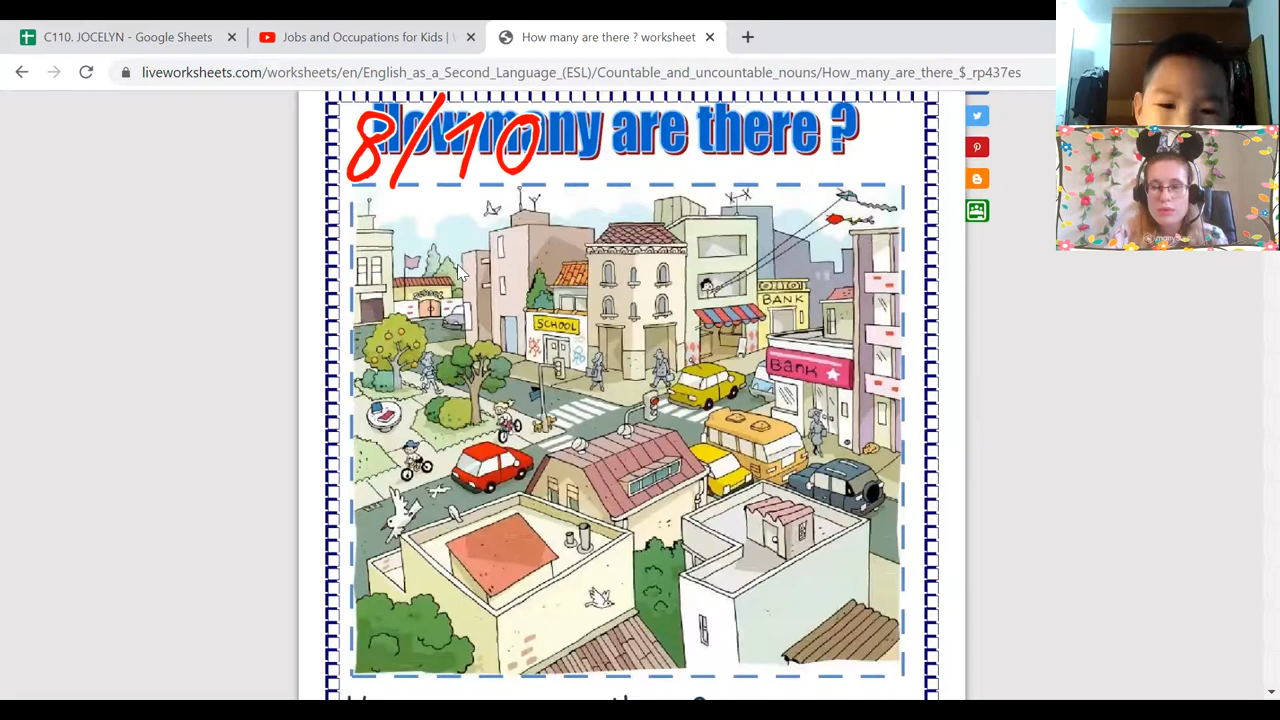 C110. JOCELYN - Google Sheets
Jobs and Occupations for Kids |
How many are there ? worksheet
liveworksheets.com/worksheets/en/English_as_a_Second_Language_(ESL)/Countable_and_uncountable_nouns/How_many_are_there_$_rp437es
How many are there ?
8/10
SCHOOL
BANK
SCHOOL
Bank